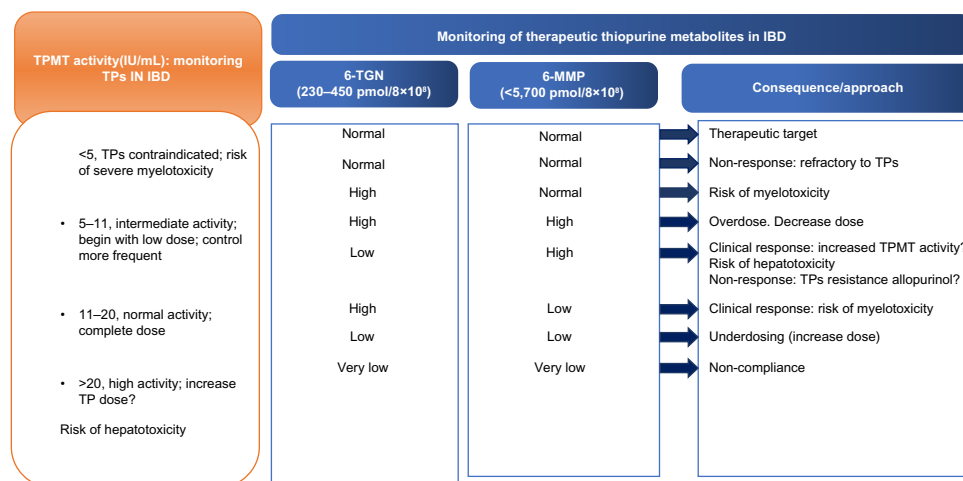 TPMT activity(IU/mL): monitoring
TPs IN IBD
<5, TPs contraindicated; risk
of severe myelotoxicity
• 5–11, intermediate activity;
begin with low dose; control
more frequent
• 11–20, normal activity;
complete dose
• >20, high activity; increase
TP dose?
Risk of hepatotoxicity
Monitoring of therapeutic thiopurine metabolites in IBD
6-TGN
(230–450 pmol/8×10⁸)
6-MMP
(<5,700 pmol/8×10⁸)
Consequence/approach
Normal Normal Therapeutic target
Normal Normal Non-response: refractory to TPs
High Normal Risk of myelotoxicity
High High Overdose. Decrease dose
Low High Clinical response: increased TPMT activity?
Risk of hepatotoxicity
Non-response: TPs resistance allopurinol?
High Low Clinical response: risk of myelotoxicity
Low Low Underdosing (increase dose)
Very low Very low Non-compliance